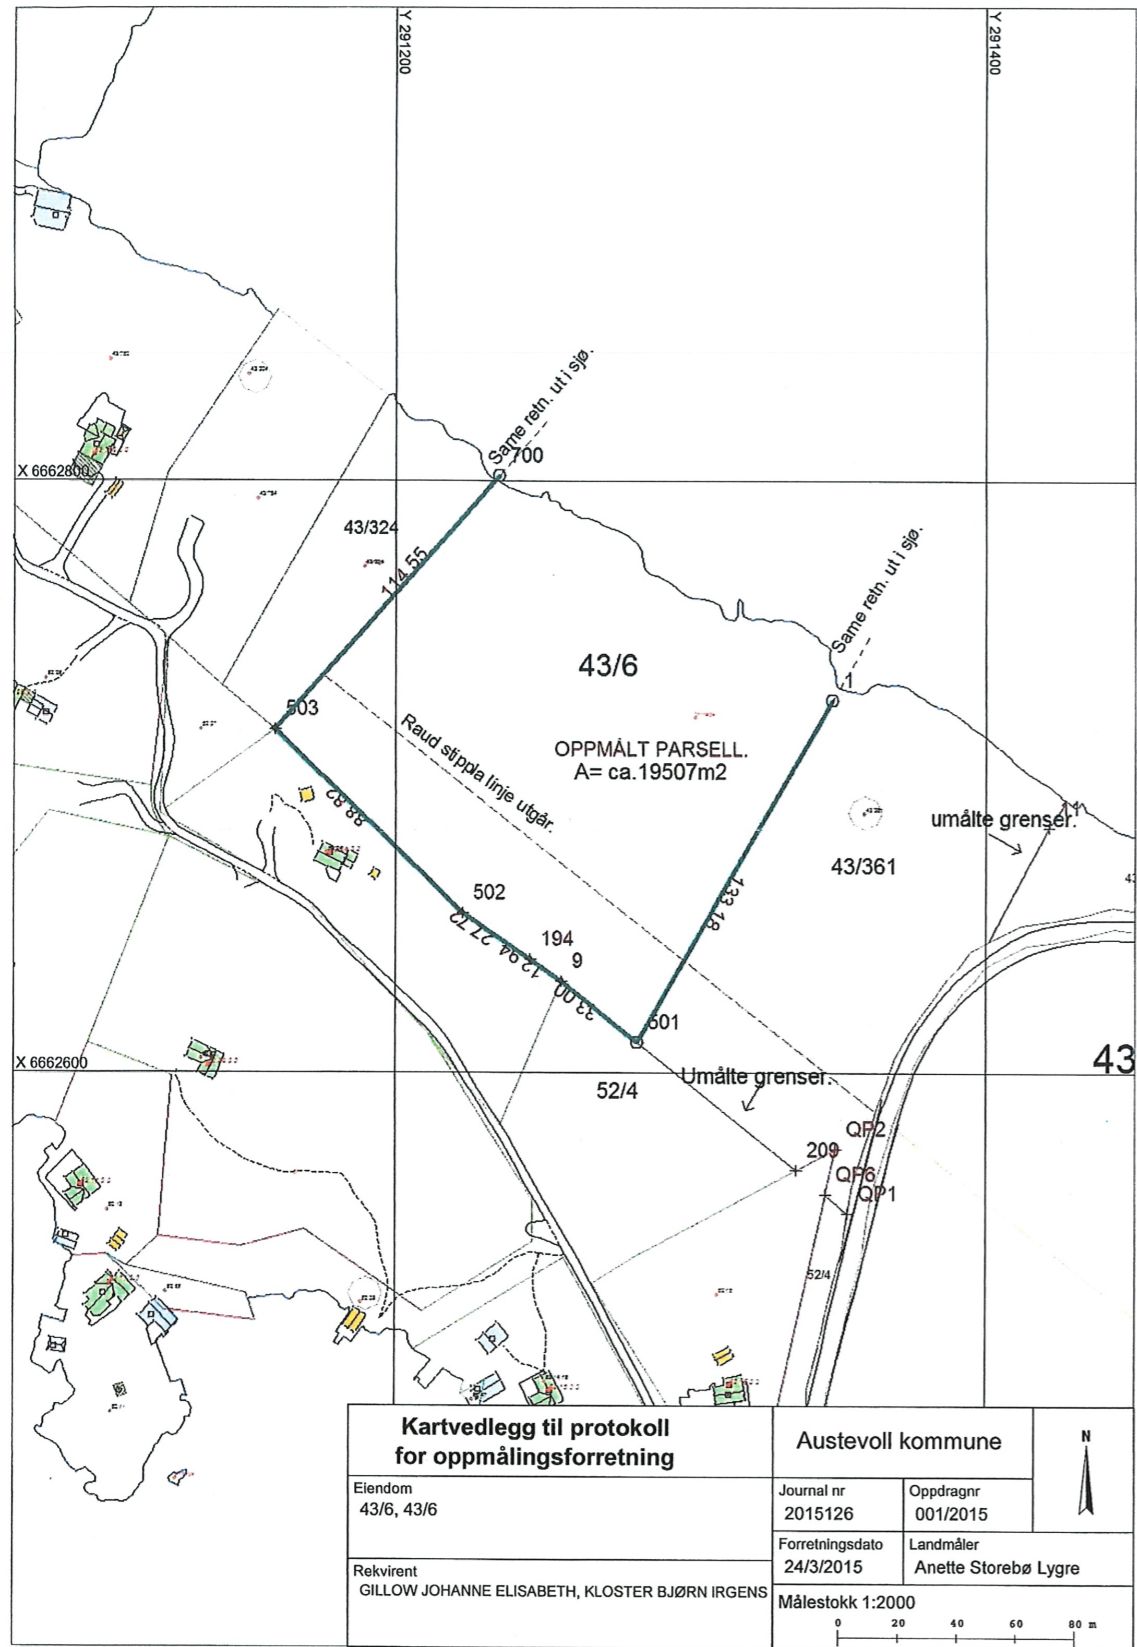 Y 291200
Y 291400
Same retn. ut i sjø.
700
X 6662800
43/324
114.55
Same retn. ut i sjø.
43/6
1
503
Raud stippla linje utgår.
OPPMÅLT PARSELL.
A= ca.19507m2
88.82
11
umålte grenser.
43/361
133.18
502
27.73
194
12.94
9
33.00
501
X 6662600
43
52/4
Umålte grenser.
QP2
209
QP6
QP1
52/4
Kartvedlegg til protokoll
for oppmålingsforretning
Austevoll kommune
N
Eiendom
43/6, 43/6
Journal nr
2015126
Oppdragnr
001/2015
Forretningsdato
24/3/2015
Landmåler
Anette Storebø Lygre
Rekvirent
GILLOW JOHANNE ELISABETH, KLOSTER BJØRN IRGENS
Målestokk 1:2000
0 20 40 60 80 m